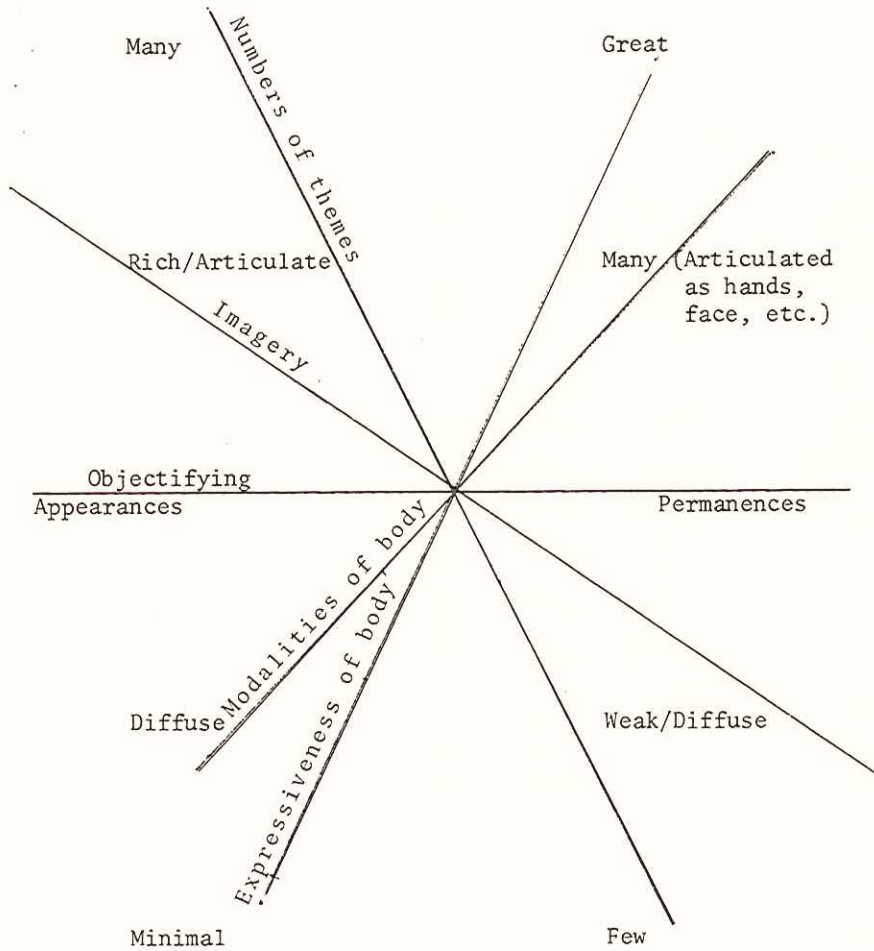 Many
Great
Numbers of themes
Rich/Articulate
Many (Articulated
as hands,
face, etc.)
Imagery
Objectifying
Appearances
Permanences
Modalities of body
Expressiveness of body
Diffuse
Weak/Diffuse
Minimal
Few